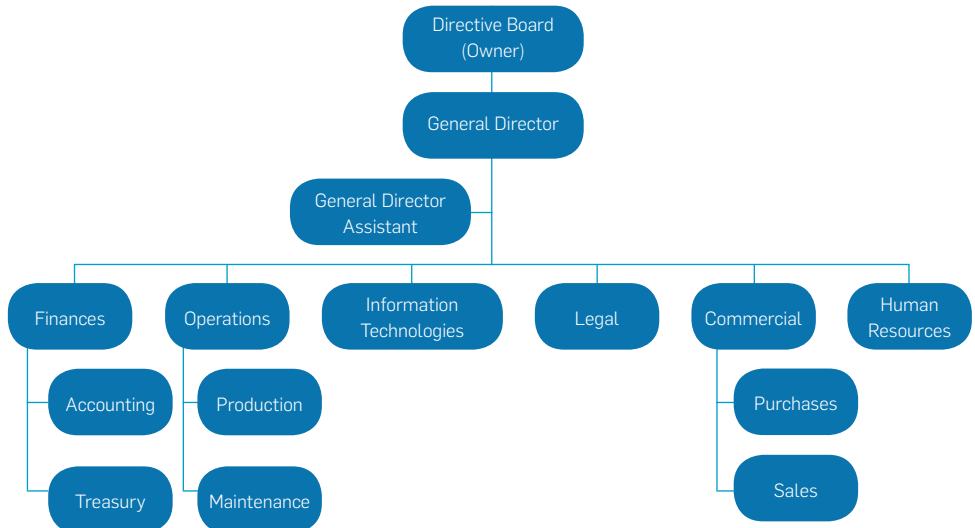 Directive Board
(Owner)
General Director
General Director
Assistant
Finances
Operations
Information
Technologies
Legal
Commercial
Human
Resources
Accounting
Production
Purchases
Treasury
Maintenance
Sales